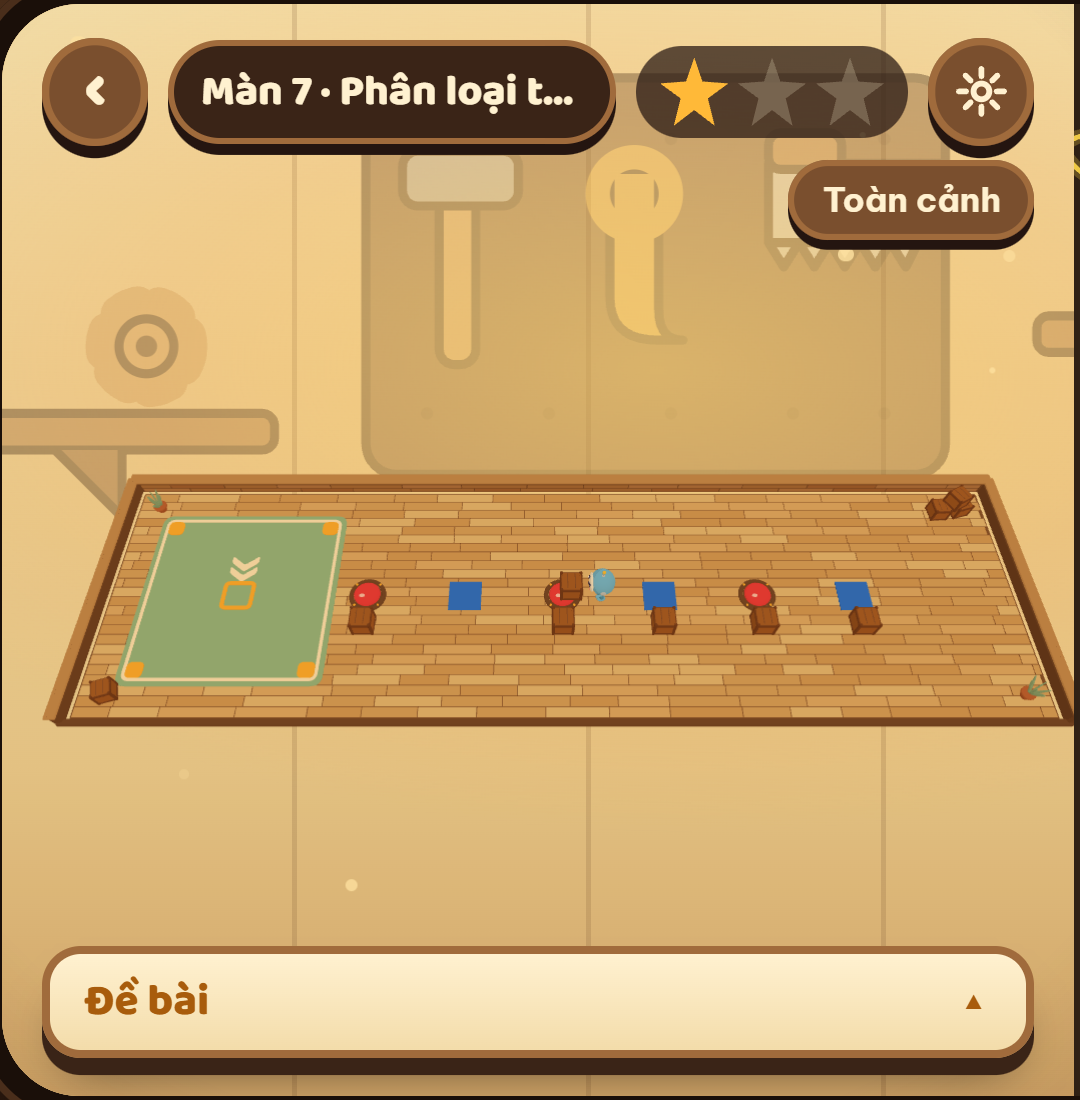 Màn 7 • Phân loại t...
Toàn cảnh
Đề bài